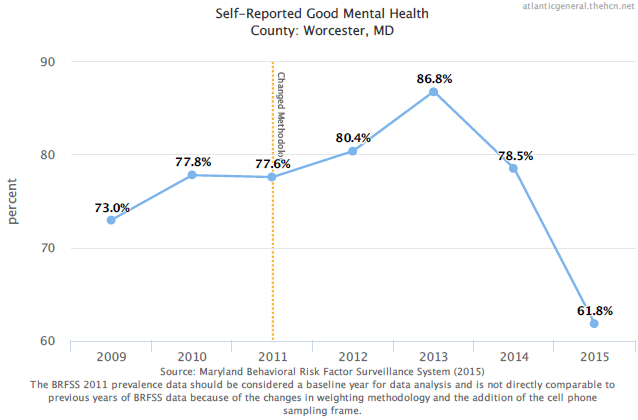 Self-Reported Good Mental Health
County: Worcester, MD
atlanticgeneral.thehcn.net
percent
90
80
70
60
Changed Methodolo
73.0%
77.8%
77.6%
80.4%
86.8%
78.5%
61.8%
2009 2010 2011 2012 2013 2014 2015
Source: Maryland Behavioral Risk Factor Surveillance System (2015)
The BRFSS 2011 prevalence data should be considered a baseline year for data analysis and is not directly comparable to
previous years of BRFSS data because of the changes in weighting methodology and the addition of the cell phone
sampling frame.